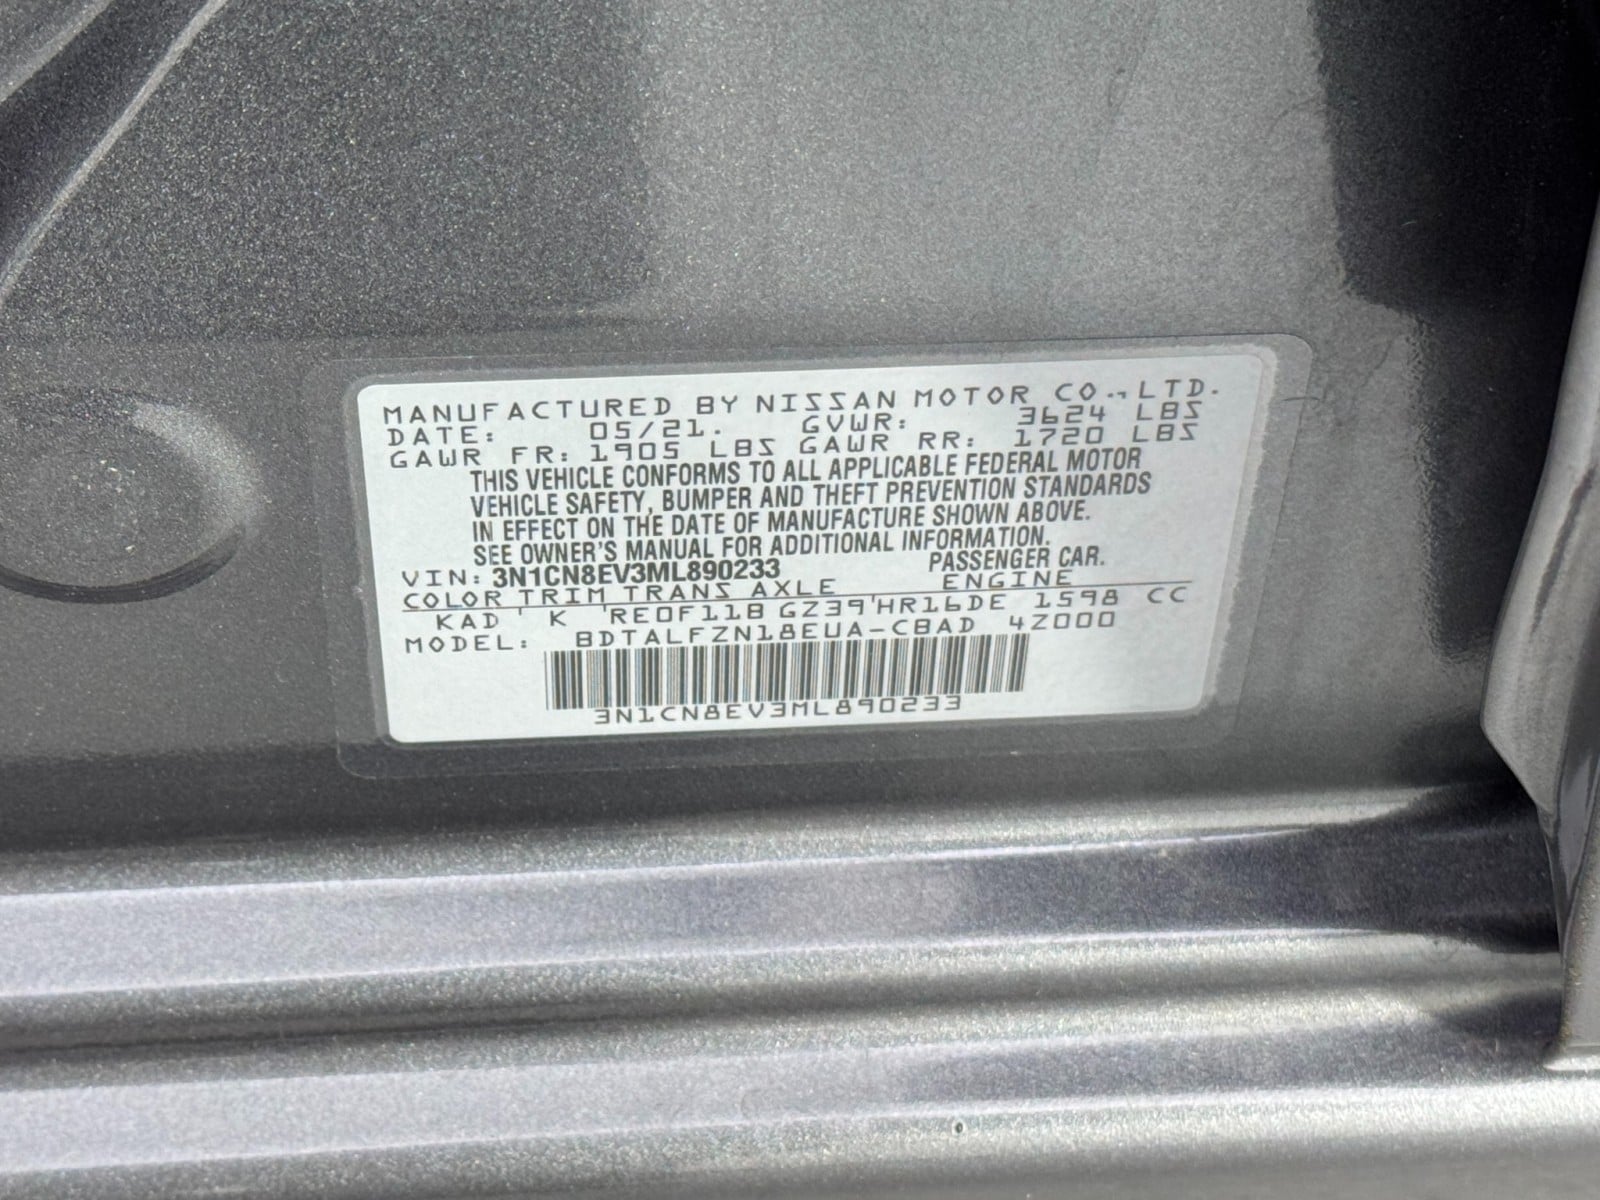 MANUFACTURED BY NISSAN MOTOR CO., LTD.
DATE: 05/21. GVWR: 3624 LBS
GAWR FR: 1905 LBS GAWR RR: 1720 LBS
THIS VEHICLE CONFORMS TO ALL APPLICABLE FEDERAL MOTOR
VEHICLE SAFETY, BUMPER AND THEFT PREVENTION STANDARDS
IN EFFECT ON THE DATE OF MANUFACTURE SHOWN ABOVE.
SEE OWNER'S MANUAL FOR ADDITIONAL INFORMATION.
VIN: 3N1CN8EV3ML890233 PASSENGER CAR.
COLOR TRIM TRANS AXLE ENGINE
KAD ' K 'RE0F11B GZ39'HR16DE 1598 CC
MODEL: BDTALFZN18EUA-CBAD 4Z000
3N1CN8EV3ML890233